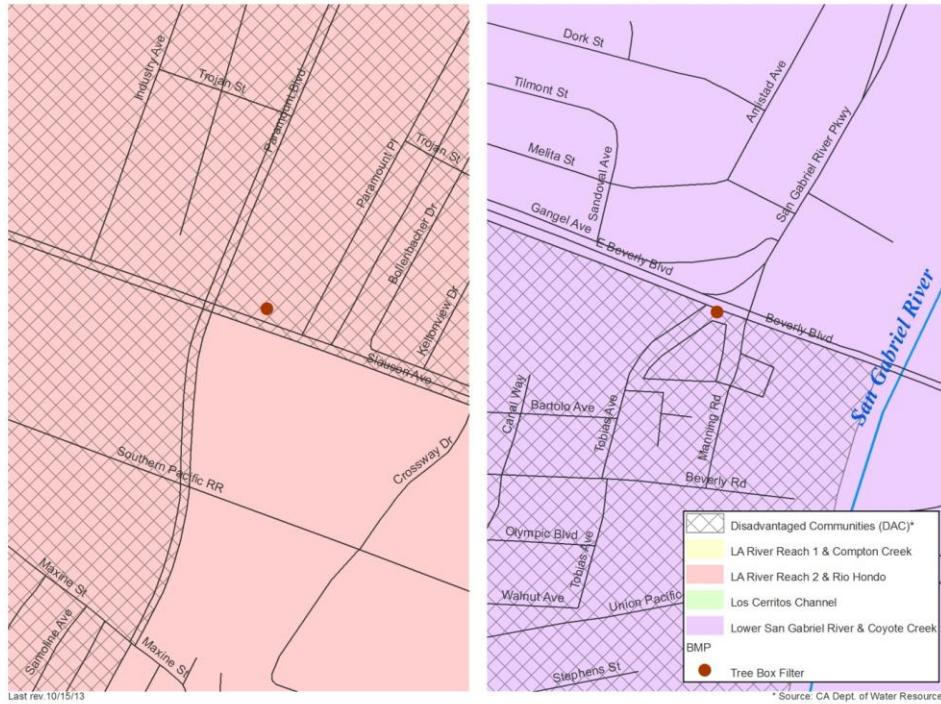 Industry Ave
Trojan St
Paramount Blvd
Paramount Pl
Trojan St
Bollenbacher Dr
Keltonview Dr
Slauson Ave
Southern Pacific RR
Crossway Dr
Maxine St
Samoline Ave
Maxine St
Last rev.10/15/13
Dork St
Tilmont St
Amistad Ave
Melita St
Sandoval Ave
San Gabriel River Pkwy
Gangel Ave
E Beverly Blvd
Beverly Blvd
San Gabriel River
Canal Way
Bartolo Ave
Tobias Ave
Manning Rd
Beverly Rd
Olympic Blvd
Tobias Ave
Walnut Ave
Union Pacific
Stephens St
Disadvantaged Communities (DAC)*
LA River Reach 1 & Compton Creek
LA River Reach 2 & Rio Hondo
Los Cerritos Channel
Lower San Gabriel River & Coyote Creek
BMP
Tree Box Filter
* Source: CA Dept. of Water Resource